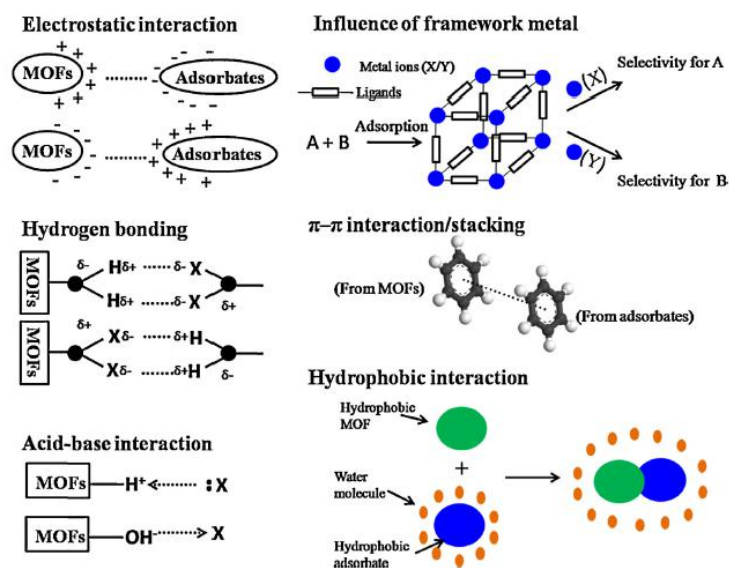 Electrostatic interaction
+ + + + + +
MOFs
- - - - - - - -
Adsorbates
- - - - - -
MOFs
+ + + + + + + + +
Adsorbates
Hydrogen bonding
MOFs
δ-
Hδ+ ······· δ-X
Hδ+ ······· δ-X
δ+
MOFs
δ+
Xδ- ······· δ+H
Xδ- ······· δ+H
δ-
Acid-base interaction
MOFs H⁺ :X
MOFs OH⁻ X
Influence of framework metal
Metal ions (X/Y)
Ligands
A + B
Adsorption
(X)
Selectivity for A
(Y)
Selectivity for B
π–π interaction/stacking
(From MOFs)
(From adsorbates)
Hydrophobic interaction
Hydrophobic
MOF
+
Water
molecule
Hydrophobic
adsorbate